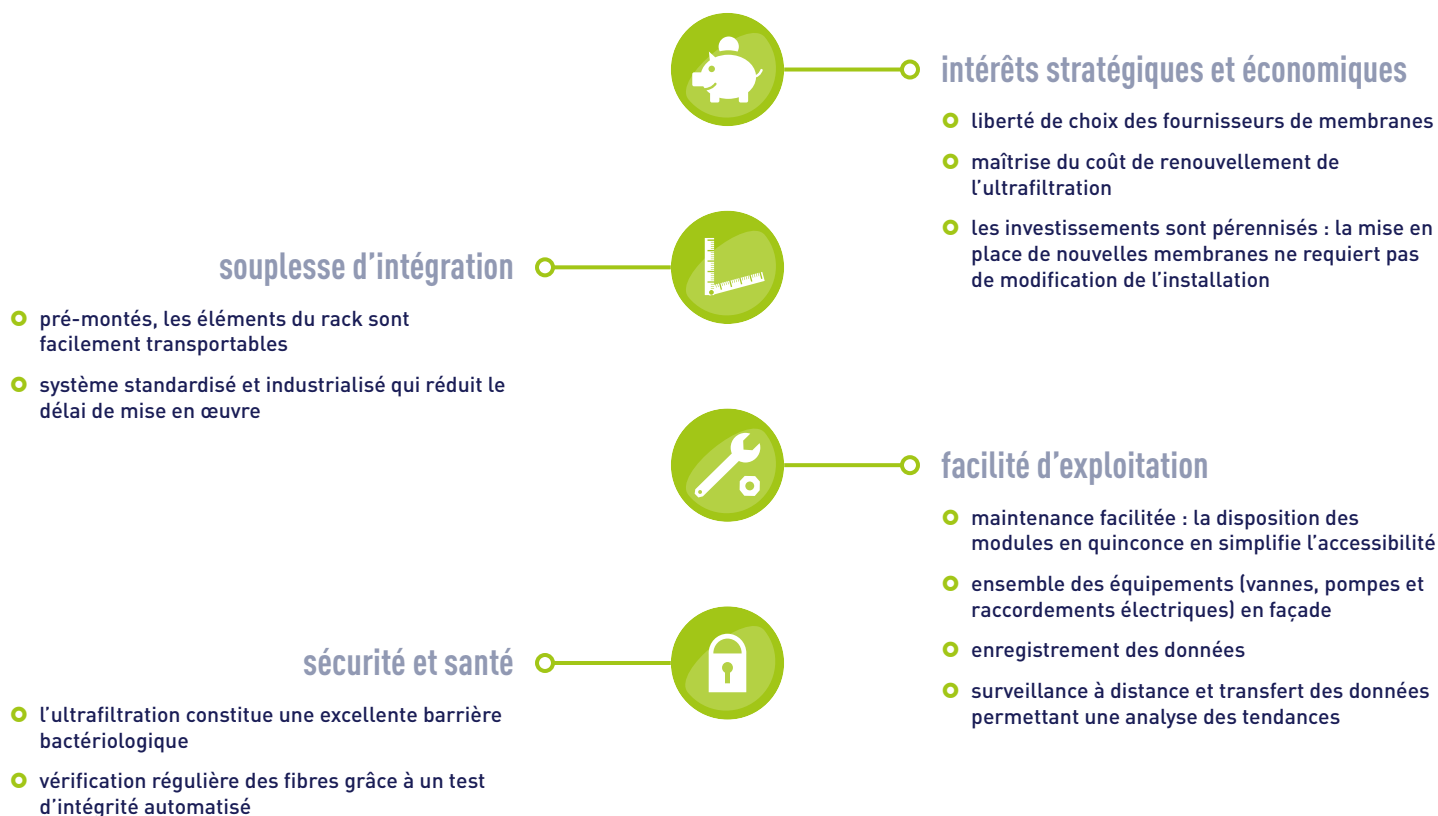 intérêts stratégiques et économiques
liberté de choix des fournisseurs de membranes
maîtrise du coût de renouvellement de
l’ultrafiltration
les investissements sont pérennisés : la mise en
place de nouvelles membranes ne requiert pas
de modification de l’installation
souplesse d’intégration
pré-montés, les éléments du rack sont
facilement transportables
système standardisé et industrialisé qui réduit le
délai de mise en œuvre
facilité d’exploitation
maintenance facilitée : la disposition des
modules en quinconce en simplifie l’accessibilité
ensemble des équipements (vannes, pompes et
raccordements électriques) en façade
enregistrement des données
surveillance à distance et transfert des données
permettant une analyse des tendances
sécurité et santé
l’ultrafiltration constitue une excellente barrière
bactériologique
vérification régulière des fibres grâce à un test
d’intégrité automatisé